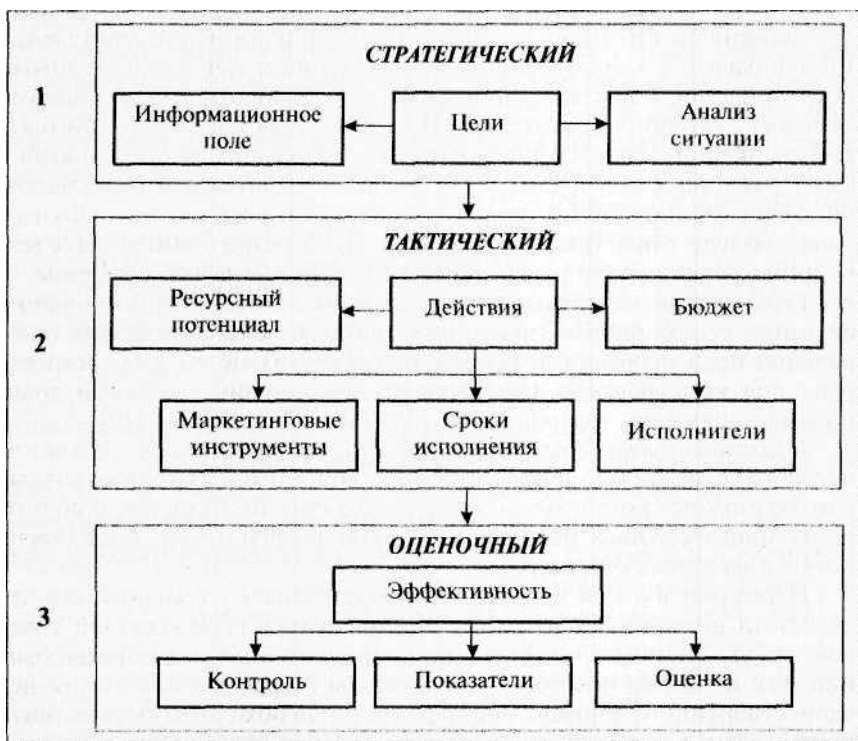 СТРАТЕГИЧЕСКИЙ
1
Информационное
поле
Цели
Анализ
ситуации
ТАКТИЧЕСКИЙ
2
Ресурсный
потенциал
Действия
Бюджет
Маркетинговые
инструменты
Сроки
исполнения
Исполнители
ОЦЕНОЧНЫЙ
3
Эффективность
Контроль
Показатели
Оценка